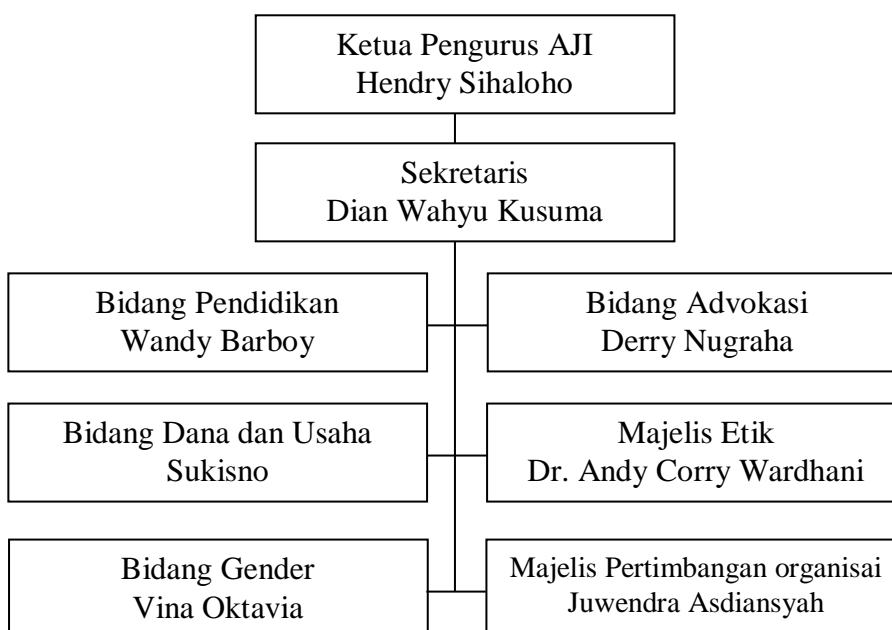 Ketua Pengurus AJI
Hendry Sihaloho
Sekretaris
Dian Wahyu Kusuma
Bidang Pendidikan
Wandy Barboy
Bidang Advokasi
Derry Nugraha
Bidang Dana dan Usaha
Sukisno
Majelis Etik
Dr. Andy Corry Wardhani
Bidang Gender
Vina Oktavia
Majelis Pertimbangan organisai
Juwendra Asdiansyah